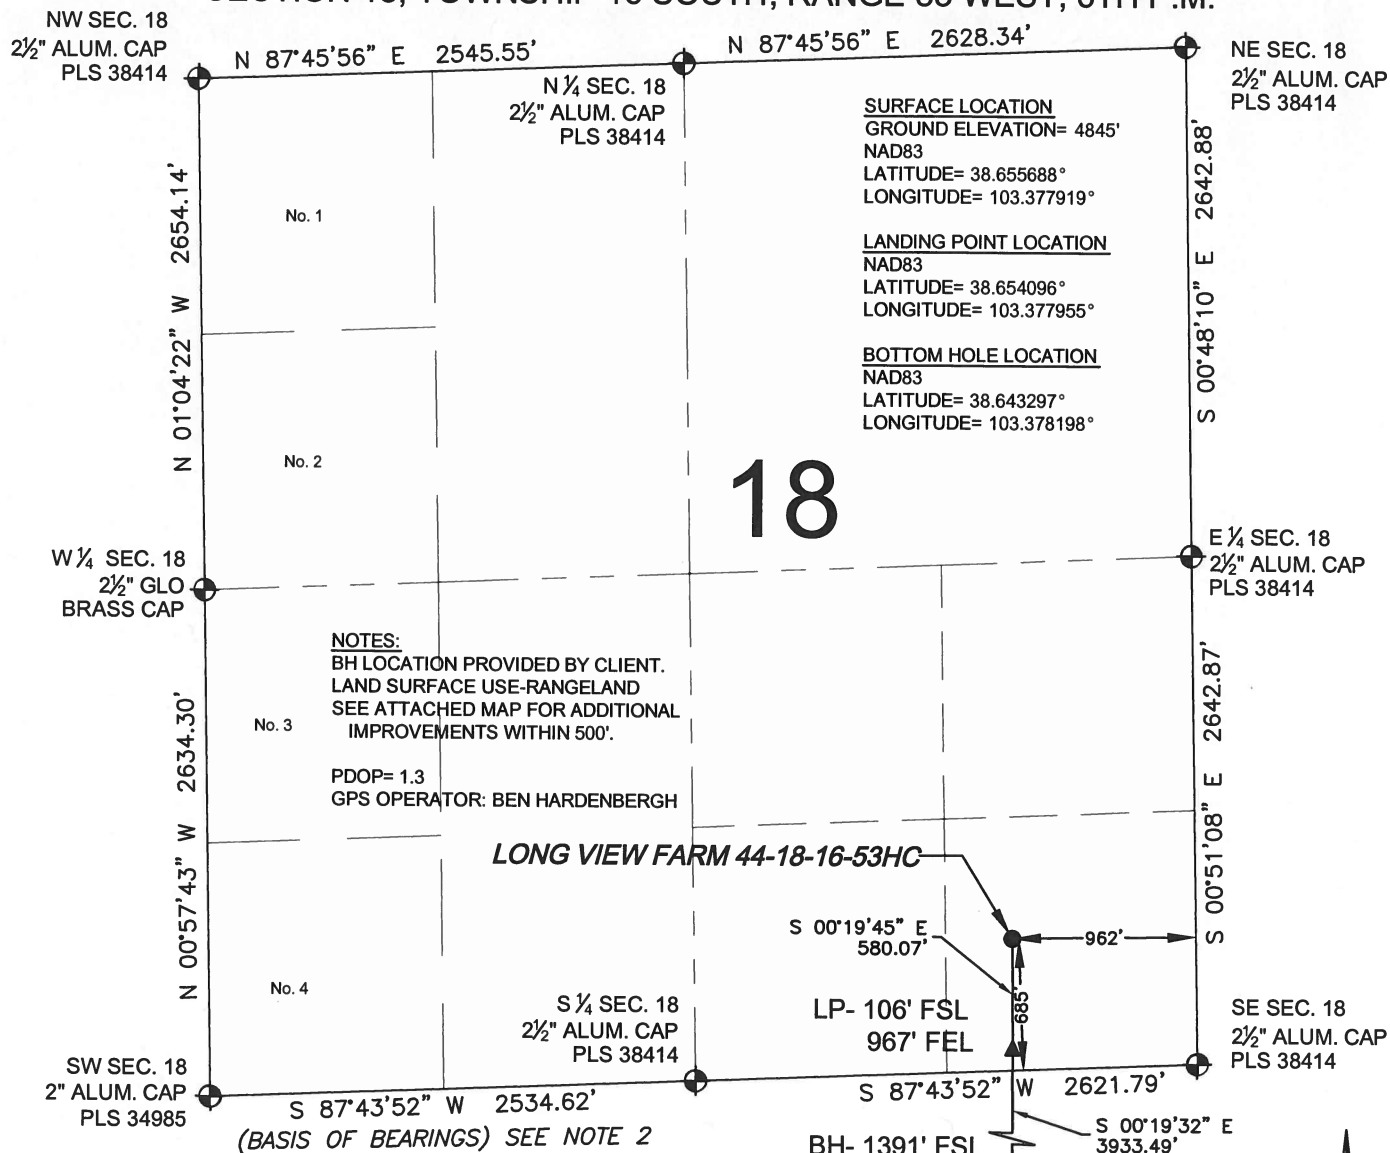 NW SEC. 18
2½" ALUM. CAP
PLS 38414
N 87°45'56" E 2545.55'
N 87°45'56" E 2628.34'
NE SEC. 18
2½" ALUM. CAP
PLS 38414
N ¼ SEC. 18
2½" ALUM. CAP
PLS 38414
SURFACE LOCATION
GROUND ELEVATION= 4845'
NAD83
LATITUDE= 38.655688°
LONGITUDE= 103.377919°
LANDING POINT LOCATION
NAD83
LATITUDE= 38.654096°
LONGITUDE= 103.377955°
BOTTOM HOLE LOCATION
NAD83
LATITUDE= 38.643297°
LONGITUDE= 103.378198°
N 01°04'22" W 2654.14'
S 00°48'10" E 2642.88'
No. 1
No. 2
18
W ¼ SEC. 18
2½" GLO
BRASS CAP
E ¼ SEC. 18
2½" ALUM. CAP
PLS 38414
NOTES:
BH LOCATION PROVIDED BY CLIENT.
LAND SURFACE USE-RANGELAND
SEE ATTACHED MAP FOR ADDITIONAL
IMPROVEMENTS WITHIN 500'.
PDOP= 1.3
GPS OPERATOR: BEN HARDENBERGH
No. 3
N 00°57'43" W 2634.30'
S 00°51'08" E 2642.87'
LONG VIEW FARM 44-18-16-53HC
S 00°19'45" E
580.07'
962'
685'
LP- 106' FSL
967' FEL
No. 4
S ¼ SEC. 18
2½" ALUM. CAP
PLS 38414
SE SEC. 18
2½" ALUM. CAP
PLS 38414
SW SEC. 18
2" ALUM. CAP
PLS 34985
S 87°43'52" W 2534.62'
S 87°43'52" W 2621.79'
(BASIS OF BEARINGS) SEE NOTE 2
S 00°19'32" E
3933.49'
BH- 1391' FSL